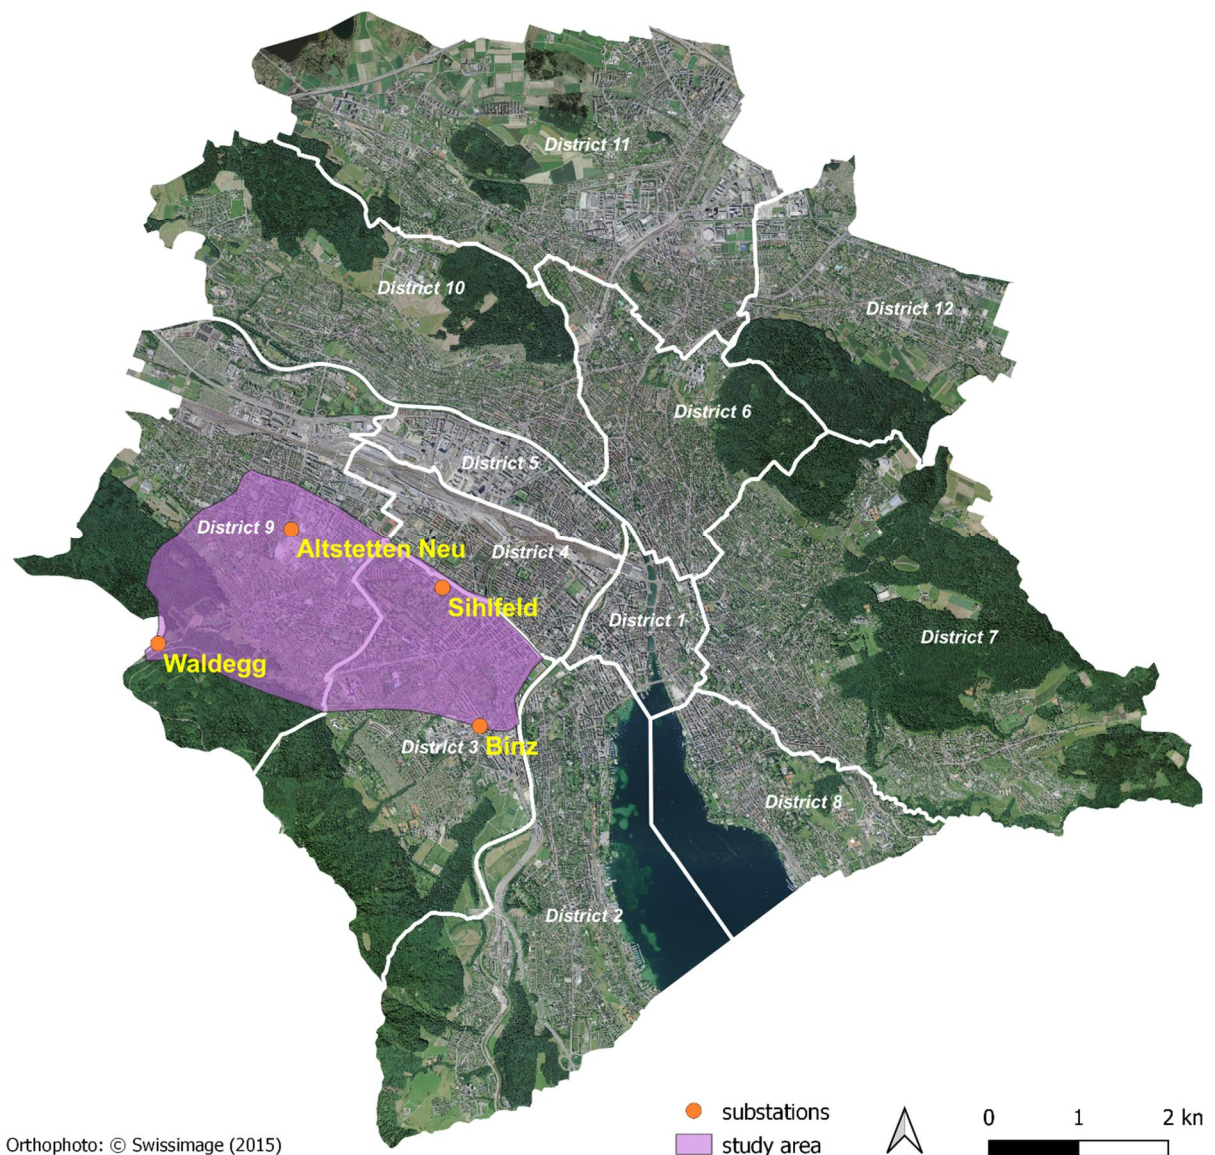 District 11
District 10
District 12
District 6
District 5
District 9
Altstetten Neu
District 4
Sihlfeld
District 1
District 7
Waldegg
District 3
Binz
District 8
District 2
substations
study area
0 1 2 kn
Orthophoto: © Swissimage (2015)